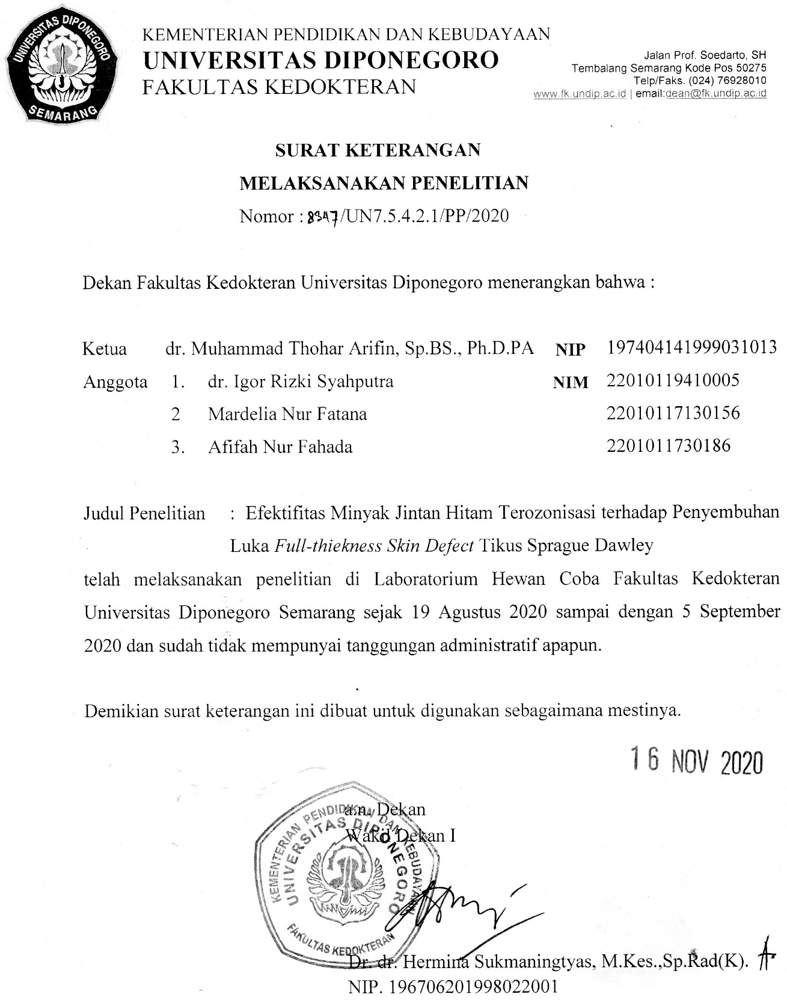 UNIVERSITAS DIPONEGORO
SEMARANG
KEMENTERIAN PENDIDIKAN DAN KEBUDAYAAN
UNIVERSITAS DIPONEGORO
FAKULTAS KEDOKTERAN
Jalan Prof. Soedarto, SH
Tembalang Semarang Kode Pos 50275
Telp/Faks. (024) 76928010
www.fk.undip.ac.id | email:dean@fk.undip.ac.id
SURAT KETERANGAN
MELAKSANAKAN PENELITIAN
Nomor : 8347/UN7.5.4.2.1/PP/2020
Dekan Fakultas Kedokteran Universitas Diponegoro menerangkan bahwa :
Ketua dr. Muhammad Thohar Arifin, Sp.BS., Ph.D.PA NIP 197404141999031013
Anggota 1. dr. Igor Rizki Syahputra NIM 22010119410005
2 Mardelia Nur Fatana 22010117130156
3. Afifah Nur Fahada 2201011730186
Judul Penelitian : Efektifitas Minyak Jintan Hitam Terozonisasi terhadap Penyembuhan
Luka Full-thiekness Skin Defect Tikus Sprague Dawley
telah melaksanakan penelitian di Laboratorium Hewan Coba Fakultas Kedokteran
Universitas Diponegoro Semarang sejak 19 Agustus 2020 sampai dengan 5 September
2020 dan sudah tidak mempunyai tanggungan administratif apapun.
Demikian surat keterangan ini dibuat untuk digunakan sebagaimana mestinya.
16 NOV 2020
a.n. Dekan
Wakil Dekan I
KEMENTERIAN PENDIDIKAN DAN KEBUDAYAAN
UNIVERSITAS DIPONEGORO
FAKULTAS KEDOKTERAN
Dr. dr. Hermina Sukmaningtyas, M.Kes.,Sp.Rad(K).
NIP. 196706201998022001